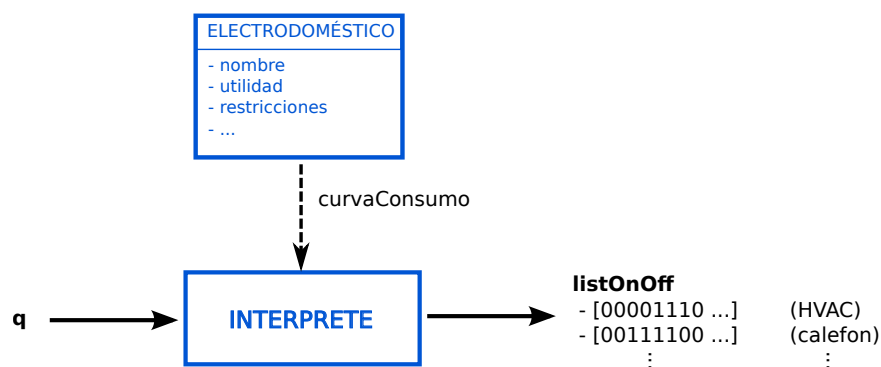 ELECTRODOMÉSTICO
- nombre
- utilidad
- restricciones
- ...
curvaConsumo
q
INTERPRETE
listOnOff
- [00001110 ...] (HVAC)
- [00111100 ...] (calefon)
⋮ ⋮